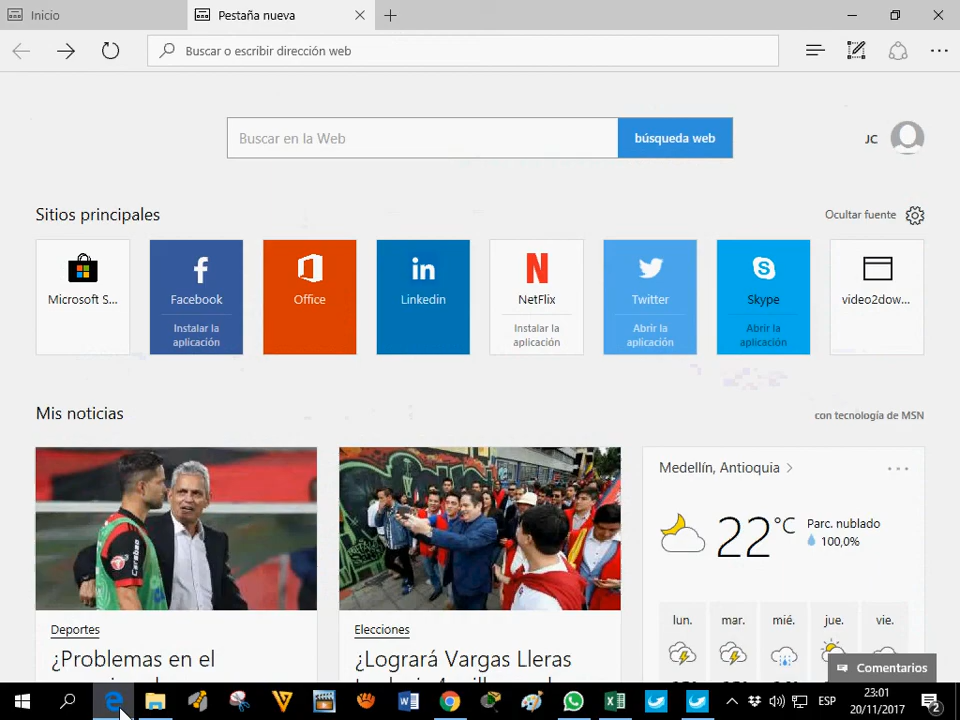 Inicio
Pestaña nueva
Buscar o escribir dirección web
Buscar en la Web
búsqueda web
JC
Sitios principales
Ocultar fuente
Microsoft S...
Facebook
Instalar la
aplicación
Office
in
Linkedin
NetFlix
Instalar la
aplicación
Twitter
Abrir la
aplicación
Skype
Abrir la
aplicación
video2dow...
Mis noticias
con tecnología de MSN
Deportes
¿Problemas en el
Elecciones
¿Logrará Vargas Lleras
Medellín, Antioquia
22°C
Parc. nublado
100,0%
lun.
mar.
mié.
jue.
vie.
Comentarios
ESP
23:01
20/11/2017
2